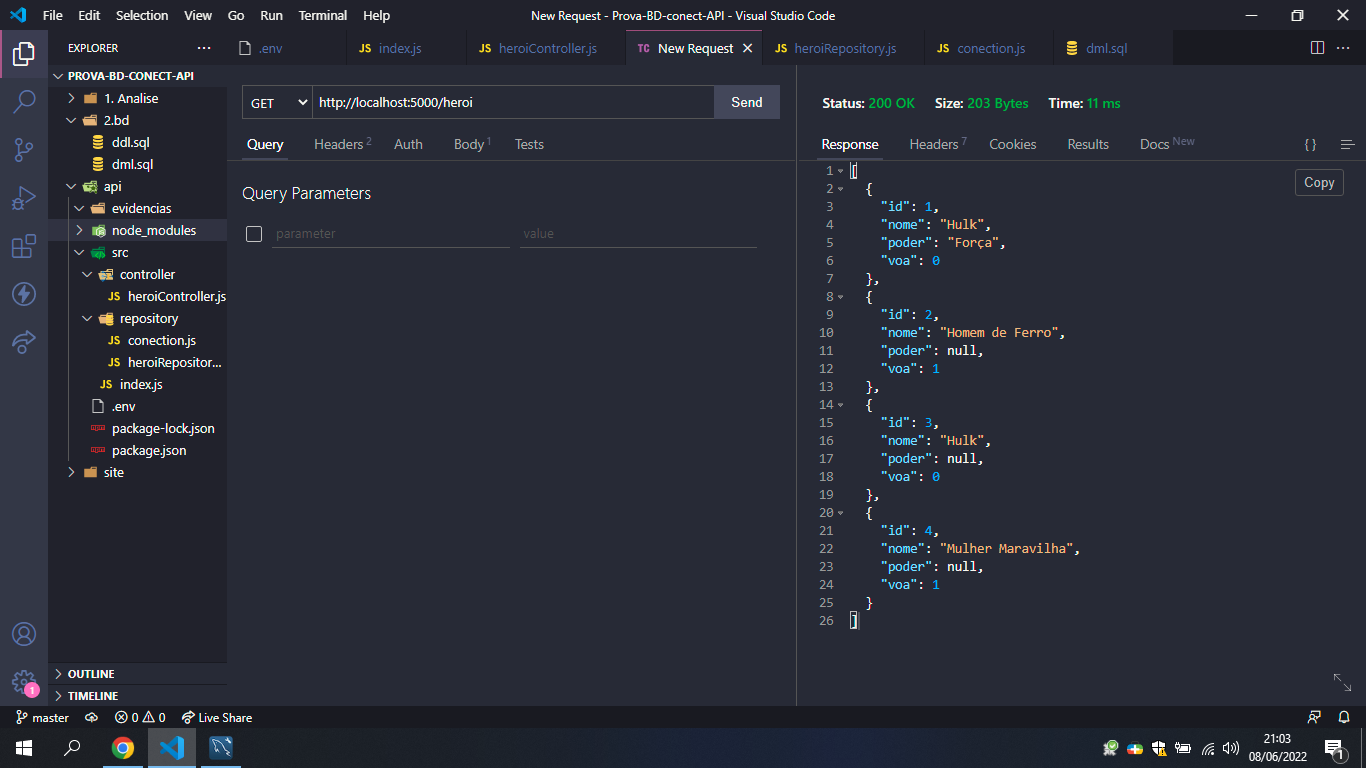 File Edit Selection View Go Run Terminal Help New Request - Prova-BD-conect-API - Visual Studio Code
EXPLORER ...
.env JS index.js JS heroiController.js TC New Request JS heroiRepository.js JS conection.js dml.sql
PROVA-BD-CONECT-API
1. Analise
2.bd
ddl.sql
dml.sql
api
evidencias
node_modules
src
controller
JS heroiController.js
repository
JS conection.js
JS heroiRepositor...
JS index.js
.env
package-lock.json
package.json
site
OUTLINE
TIMELINE
GET http://localhost:5000/heroi Send
Query Headers 2 Auth Body 1 Tests
Query Parameters
parameter value
Status: 200 OK Size: 203 Bytes Time: 11 ms
Response Headers 7 Cookies Results Docs New { }
Copy
1 [
2 {
3 "id": 1,
4 "nome": "Hulk",
5 "poder": "Força",
6 "voa": 0
7 },
8 {
9 "id": 2,
10 "nome": "Homem de Ferro",
11 "poder": null,
12 "voa": 1
13 },
14 {
15 "id": 3,
16 "nome": "Hulk",
17 "poder": null,
18 "voa": 0
19 },
20 {
21 "id": 4,
22 "nome": "Mulher Maravilha",
23 "poder": null,
24 "voa": 1
25 }
26 ]
1
master 0 0 Live Share
21:03
08/06/2022
1